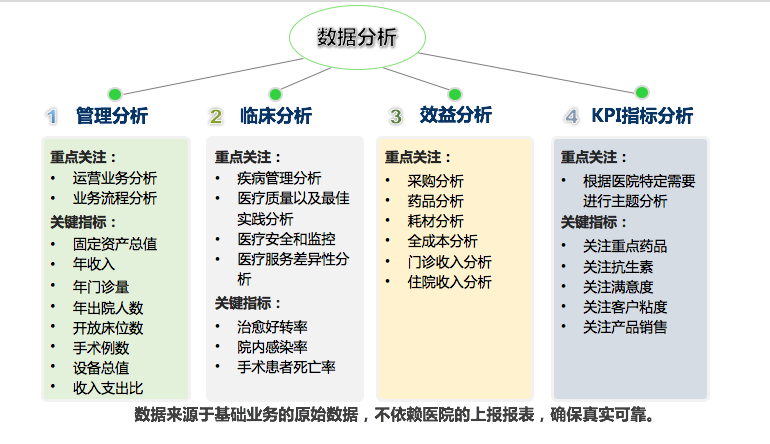 数据分析
1 管理分析
重点关注：
• 运营业务分析
• 业务流程分析
关键指标：
• 固定资产总值
• 年收入
• 年门诊量
• 年出院人数
• 开放床位数
• 手术例数
• 设备总值
• 收入支出比
2 临床分析
重点关注：
• 疾病管理分析
• 医疗质量以及最佳
实践分析
• 医疗安全和监控
• 医疗服务差异性分
析
关键指标：
• 治愈好转率
• 院内感染率
• 手术患者死亡率
3 效益分析
重点关注：
• 采购分析
• 药品分析
• 耗材分析
• 全成本分析
• 门诊收入分析
• 住院收入分析
4 KPI指标分析
重点关注：
• 根据医院特定需要
进行主题分析
关键指标：
• 关注重点药品
• 关注抗生素
• 关注满意度
• 关注客户粘度
• 关注产品销售
数据来源于基础业务的原始数据，不依赖医院的上报报表，确保真实可靠。